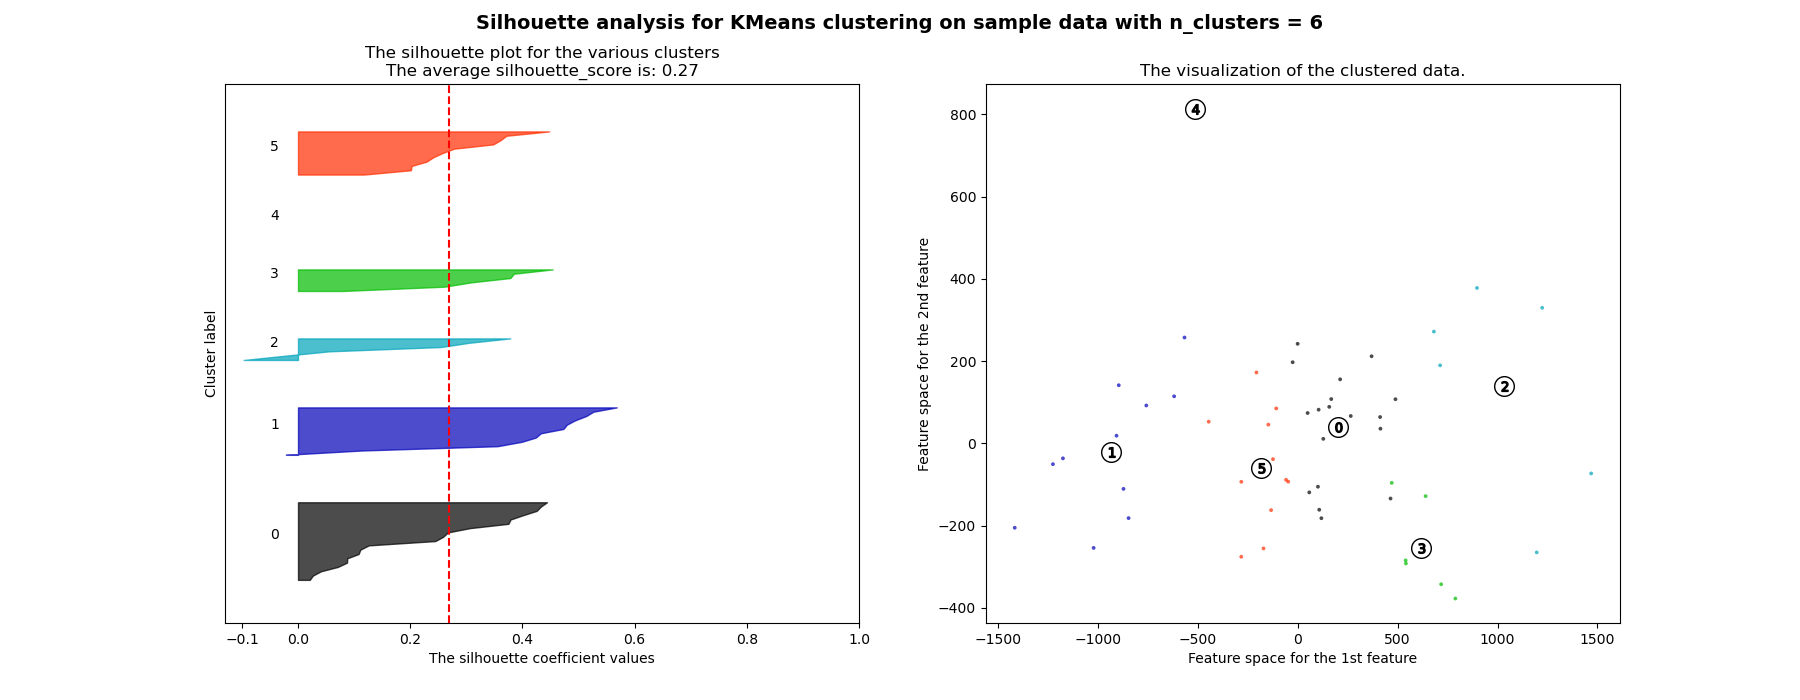 Silhouette analysis for KMeans clustering on sample data with n_clusters = 6
The silhouette plot for the various clusters
The average silhouette_score is: 0.27
5
4
3
2
1
0
Cluster label
−0.1 0.0 0.2 0.4 0.6 0.8 1.0
The silhouette coefficient values
The visualization of the clustered data.
800
600
400
200
0
−200
−400
Feature space for the 2nd feature
4
2
0
1
5
3
−1500 −1000 −500 0 500 1000 1500
Feature space for the 1st feature